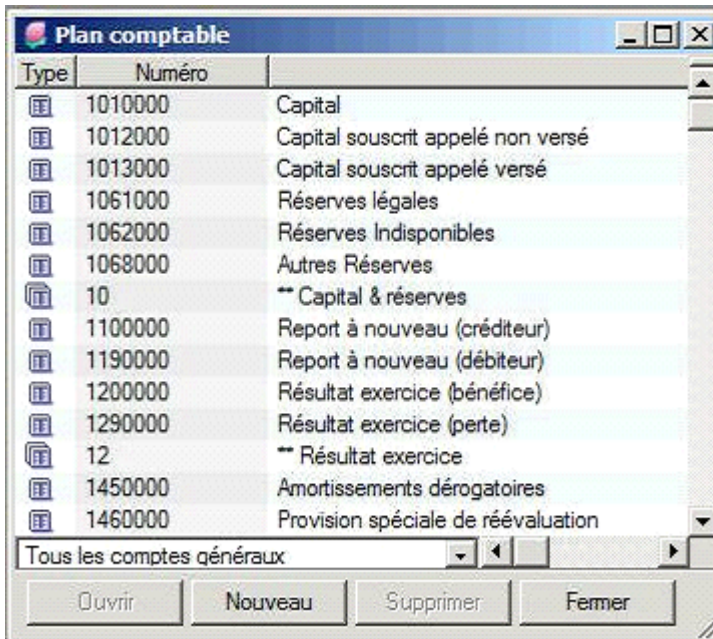 Plan comptable
Type Numéro
1010000 Capital
1012000 Capital souscrit appelé non versé
1013000 Capital souscrit appelé versé
1061000 Réserves légales
1062000 Réserves Indisponibles
1068000 Autres Réserves
10 ** Capital & réserves
1100000 Report à nouveau (créditeur)
1190000 Report à nouveau (débiteur)
1200000 Résultat exercice (bénéfice)
1290000 Résultat exercice (perte)
12 ** Résultat exercice
1450000 Amortissements dérogatoires
1460000 Provision spéciale de réévaluation
Tous les comptes généraux
Ouvrir Nouveau Supprimer Fermer